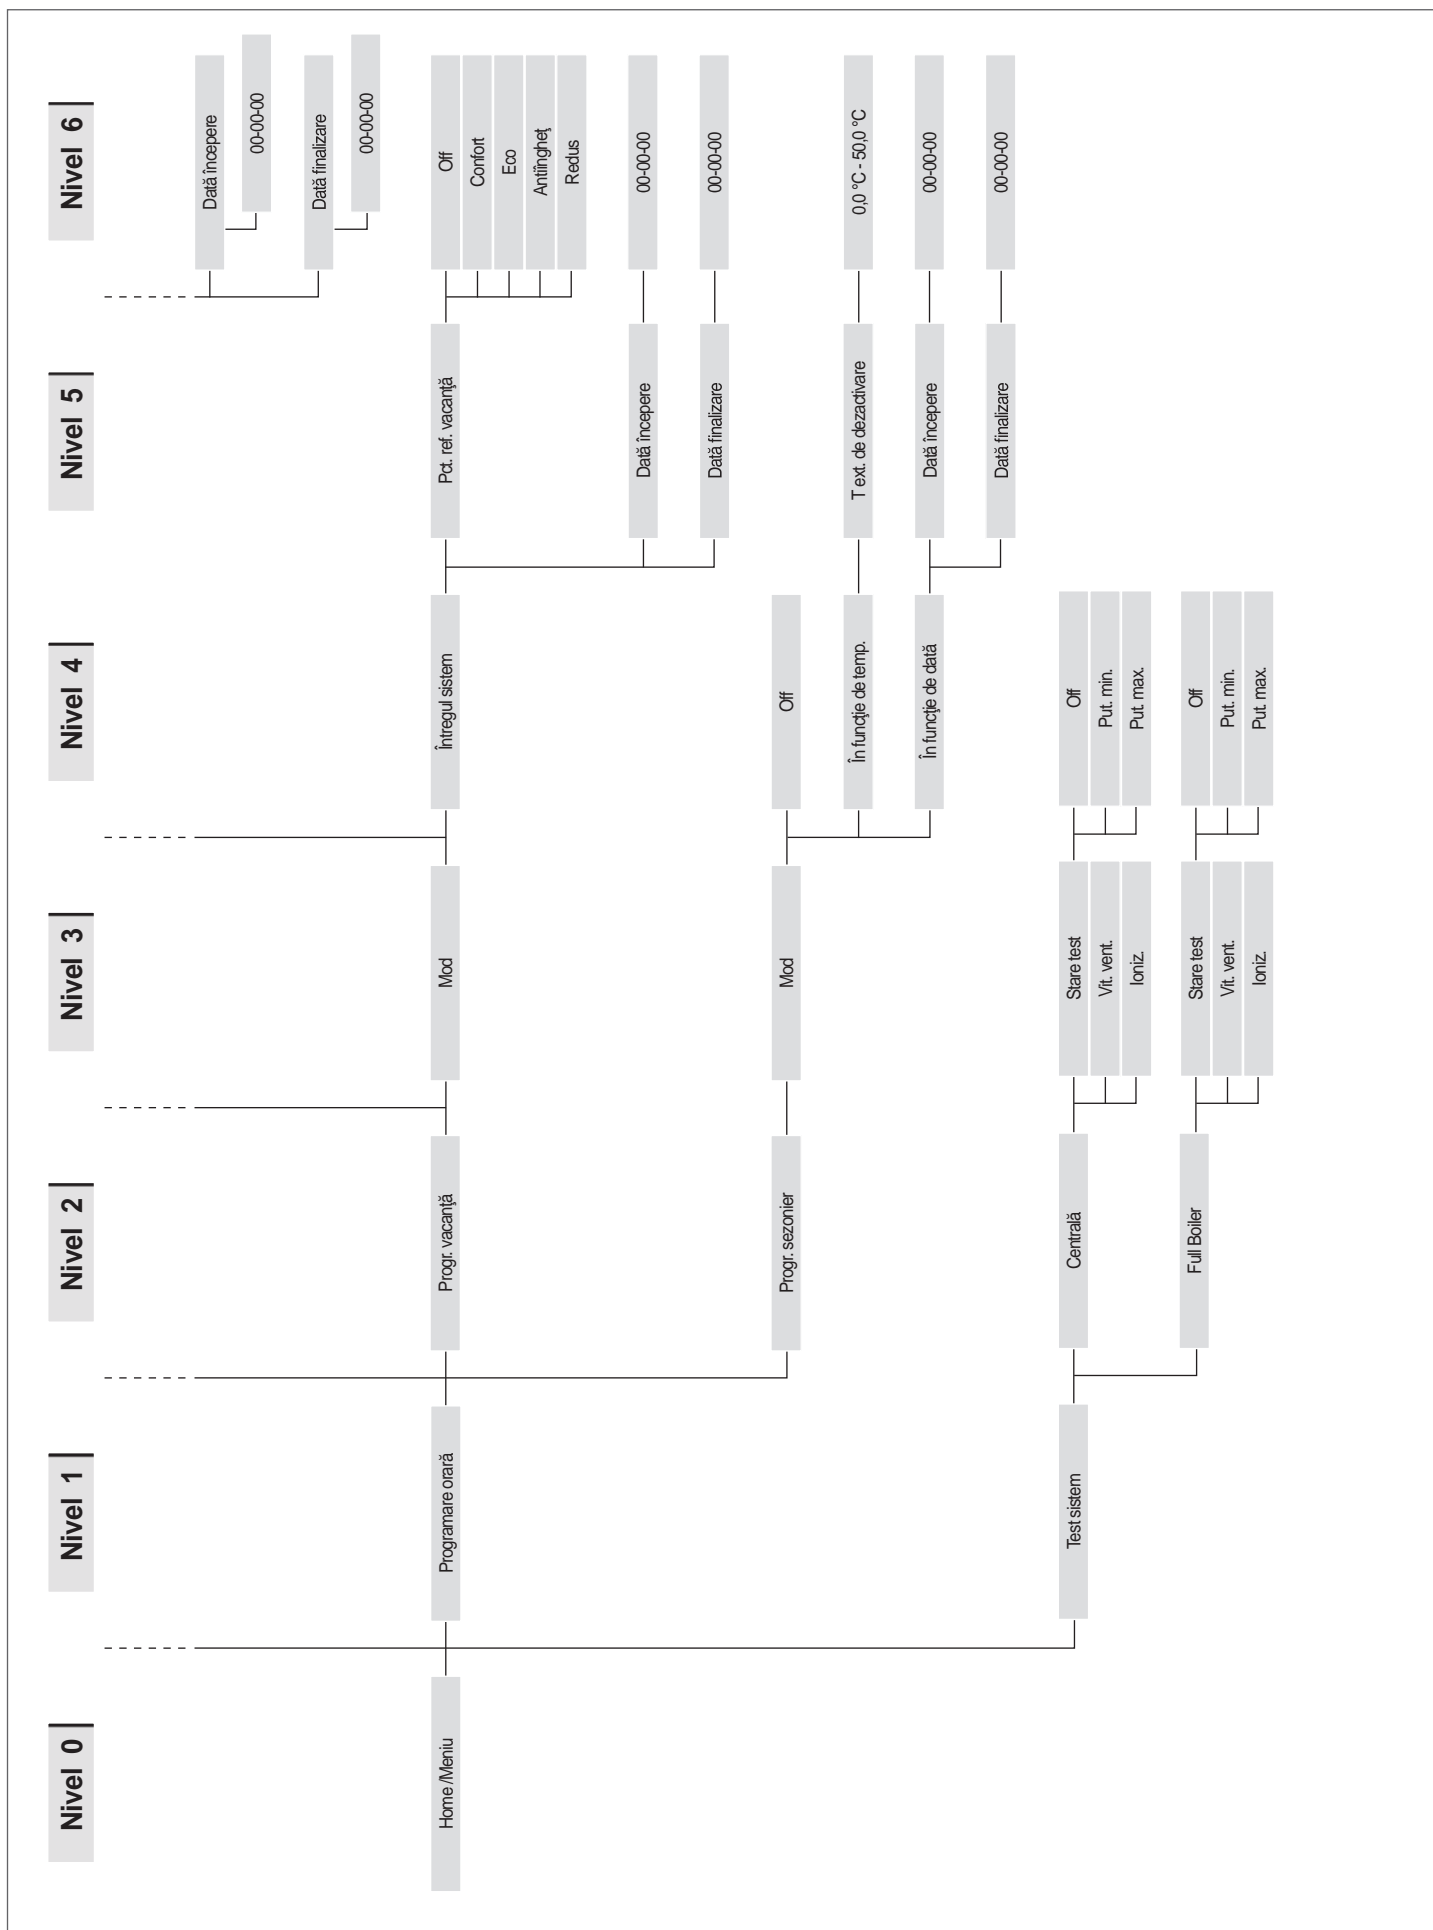 Nivel 0
Nivel 1
Nivel 2
Nivel 3
Nivel 4
Nivel 5
Nivel 6
Dată începere
00-00-00
Dată finalizare
00-00-00
Home /Meniu
Programare orară
Progr. vacanţă
Mod
Întregul sistem
Pct. ref. vacanţă
Off
Confort
Eco
Antiîngheţ
Redus
Dată începere
00-00-00
Dată finalizare
00-00-00
Progr. sezonier
Mod
Off
În funcţie de temp.
T ext. de dezactivare
0,0 °C - 50,0 °C
În funcţie de dată
Dată începere
00-00-00
Dată finalizare
00-00-00
Test sistem
Centrală
Stare test
Off
Vit. vent.
Put. min.
Ioniz.
Put. max.
Full Boiler
Stare test
Off
Vit. vent.
Put. min.
Ioniz.
Put. max.